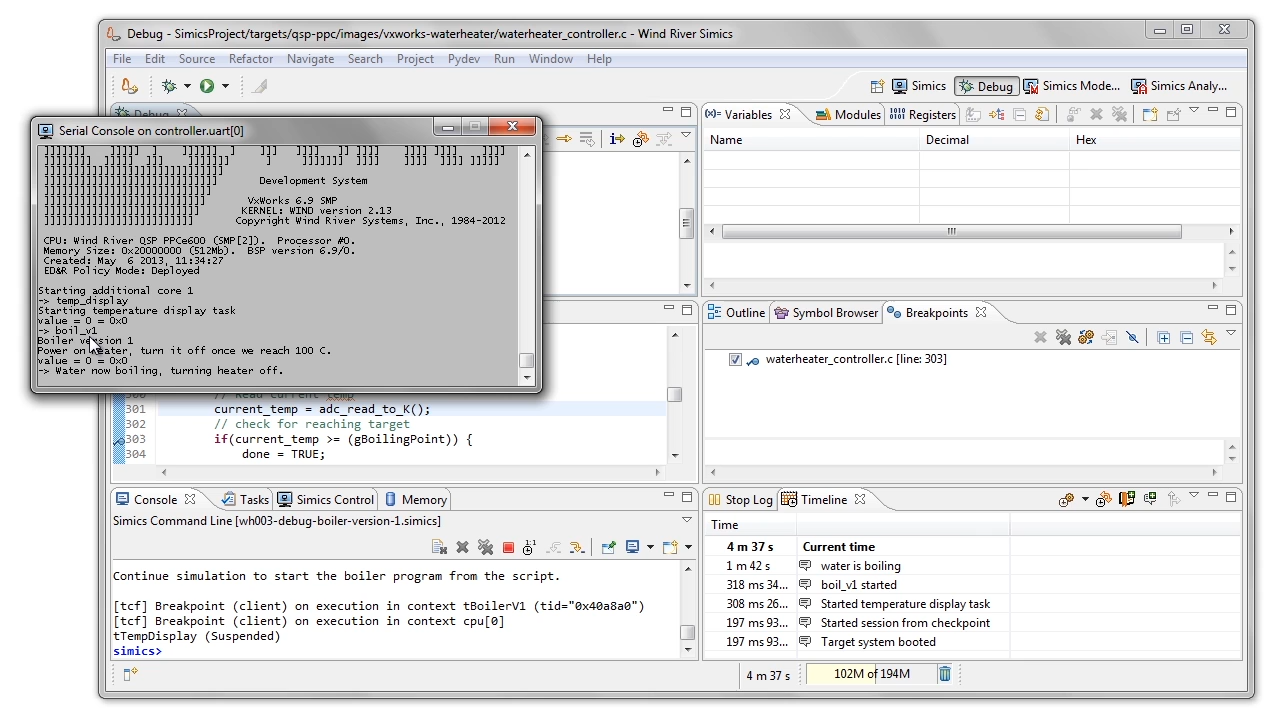 Debug - SimicsProject/targets/qsp-ppc/images/vxworks-waterheater/waterheater_controller.c - Wind River Simics
File Edit Source Refactor Navigate Search Project Pydev Run Window Help
Simics Debug Simics Mode... Simics Analy...
Debug
Serial Console on controller.uart[0]
Development System
VxWorks 6.9 SMP
KERNEL: WIND version 2.13
Copyright Wind River Systems, Inc., 1984-2012
CPU: Wind River QSP PPCe600 (SMP[2]). Processor #0.
Memory Size: 0x20000000 (512Mb). BSP version 6.9/0.
Created: May 6 2013, 11:34:27
ED&R Policy Mode: Deployed
Starting additional core 1
-> temp_display
Starting temperature display task
value = 0 = 0x0
-> boil_v1
Boiler version 1
Power on heater, turn it off once we reach 100 C.
value = 0 = 0x0
-> Water now boiling, turning heater off.
(x)= Variables Modules Registers
Name Decimal Hex
Outline Symbol Browser Breakpoints
waterheater_controller.c [line: 303]
300 // Read current temp
301 current_temp = adc_read_to_K();
302 // check for reaching target
303 if(current_temp >= (gBoilingPoint)) {
304 done = TRUE;
Console Tasks Simics Control Memory
Simics Command Line [wh003-debug-boiler-version-1.simics]
Continue simulation to start the boiler program from the script.
[tcf] Breakpoint (client) on execution in context tBoilerV1 (tid="0x40a8a0")
[tcf] Breakpoint (client) on execution in context cpu[0]
tTempDisplay (Suspended)
simics>
Stop Log Timeline
Time
4 m 37 s Current time
1 m 42 s water is boiling
318 ms 34... boil_v1 started
308 ms 26... Started temperature display task
197 ms 93... Started session from checkpoint
197 ms 93... Target system booted
4 m 37 s 102M of 194M